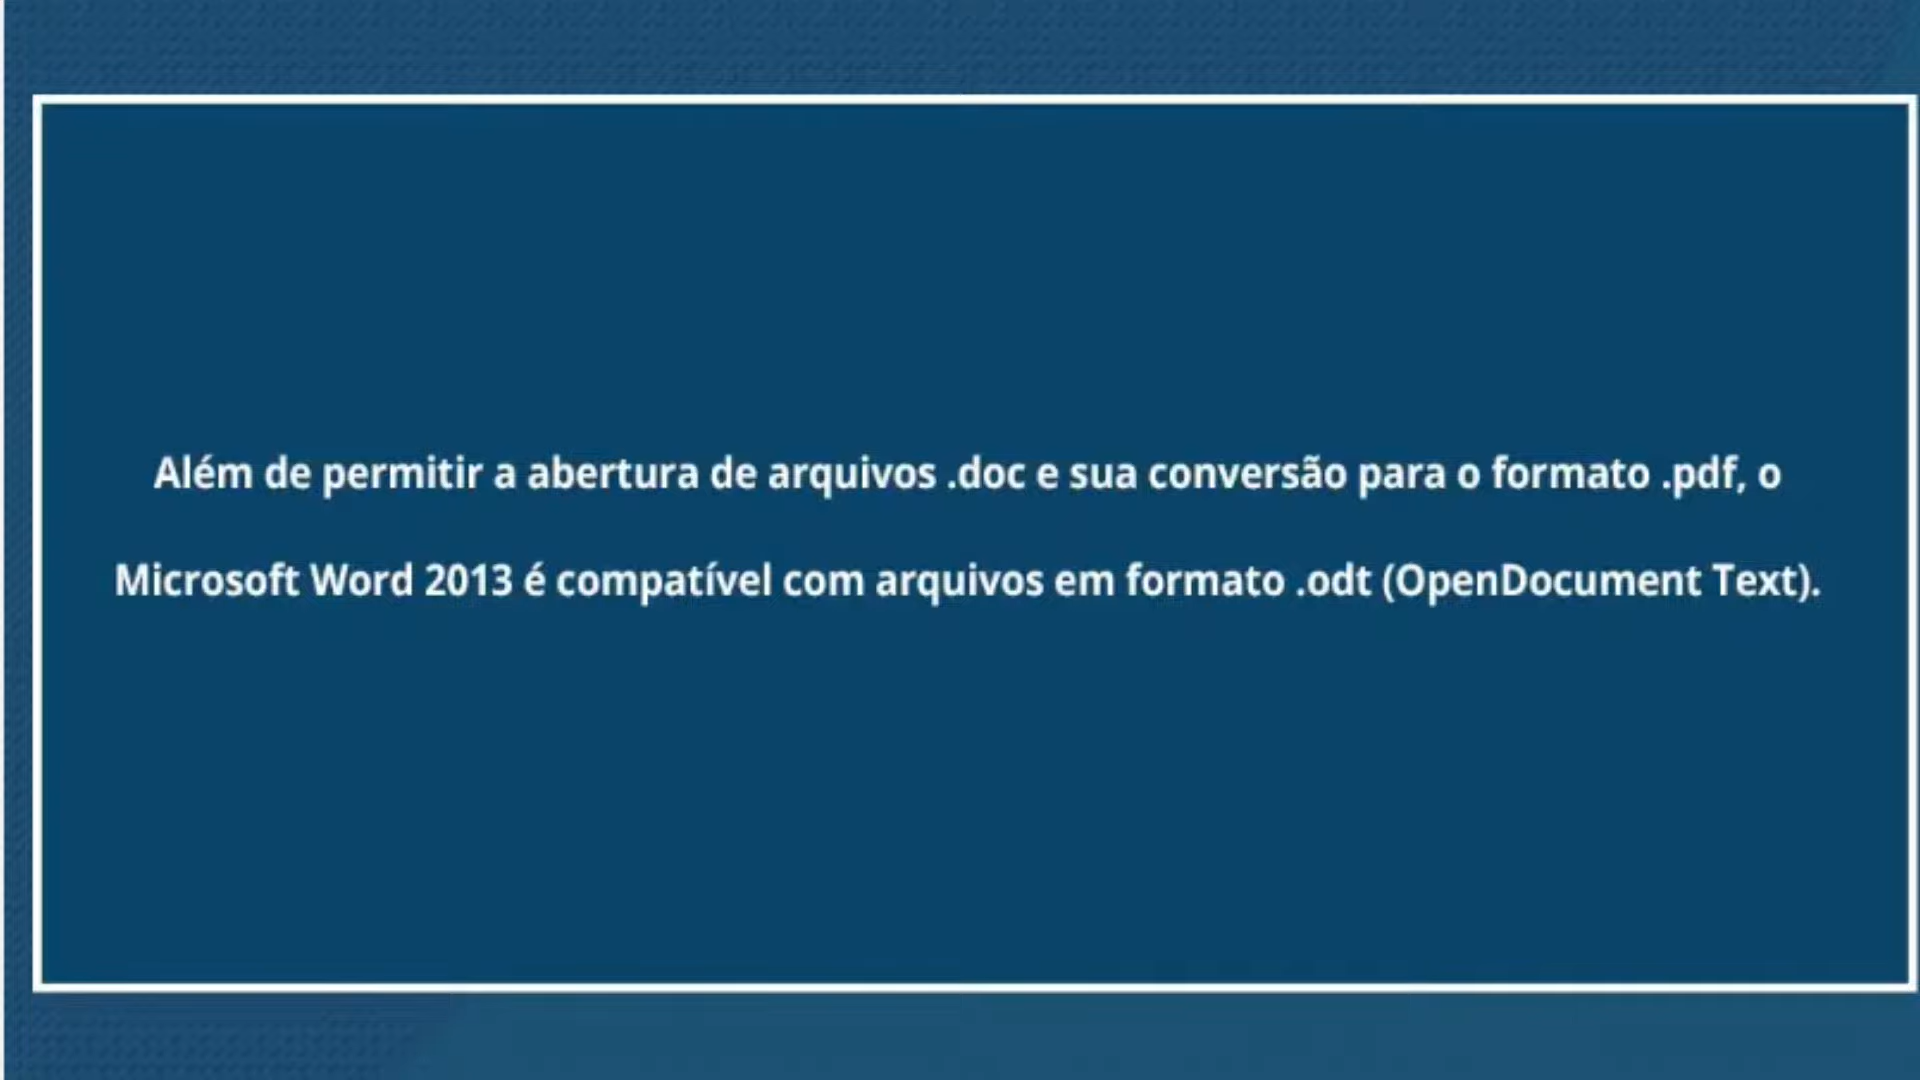 Além de permitir a abertura de arquivos .doc e sua conversão para o formato .pdf, o
Microsoft Word 2013 é compatível com arquivos em formato .odt (OpenDocument Text).